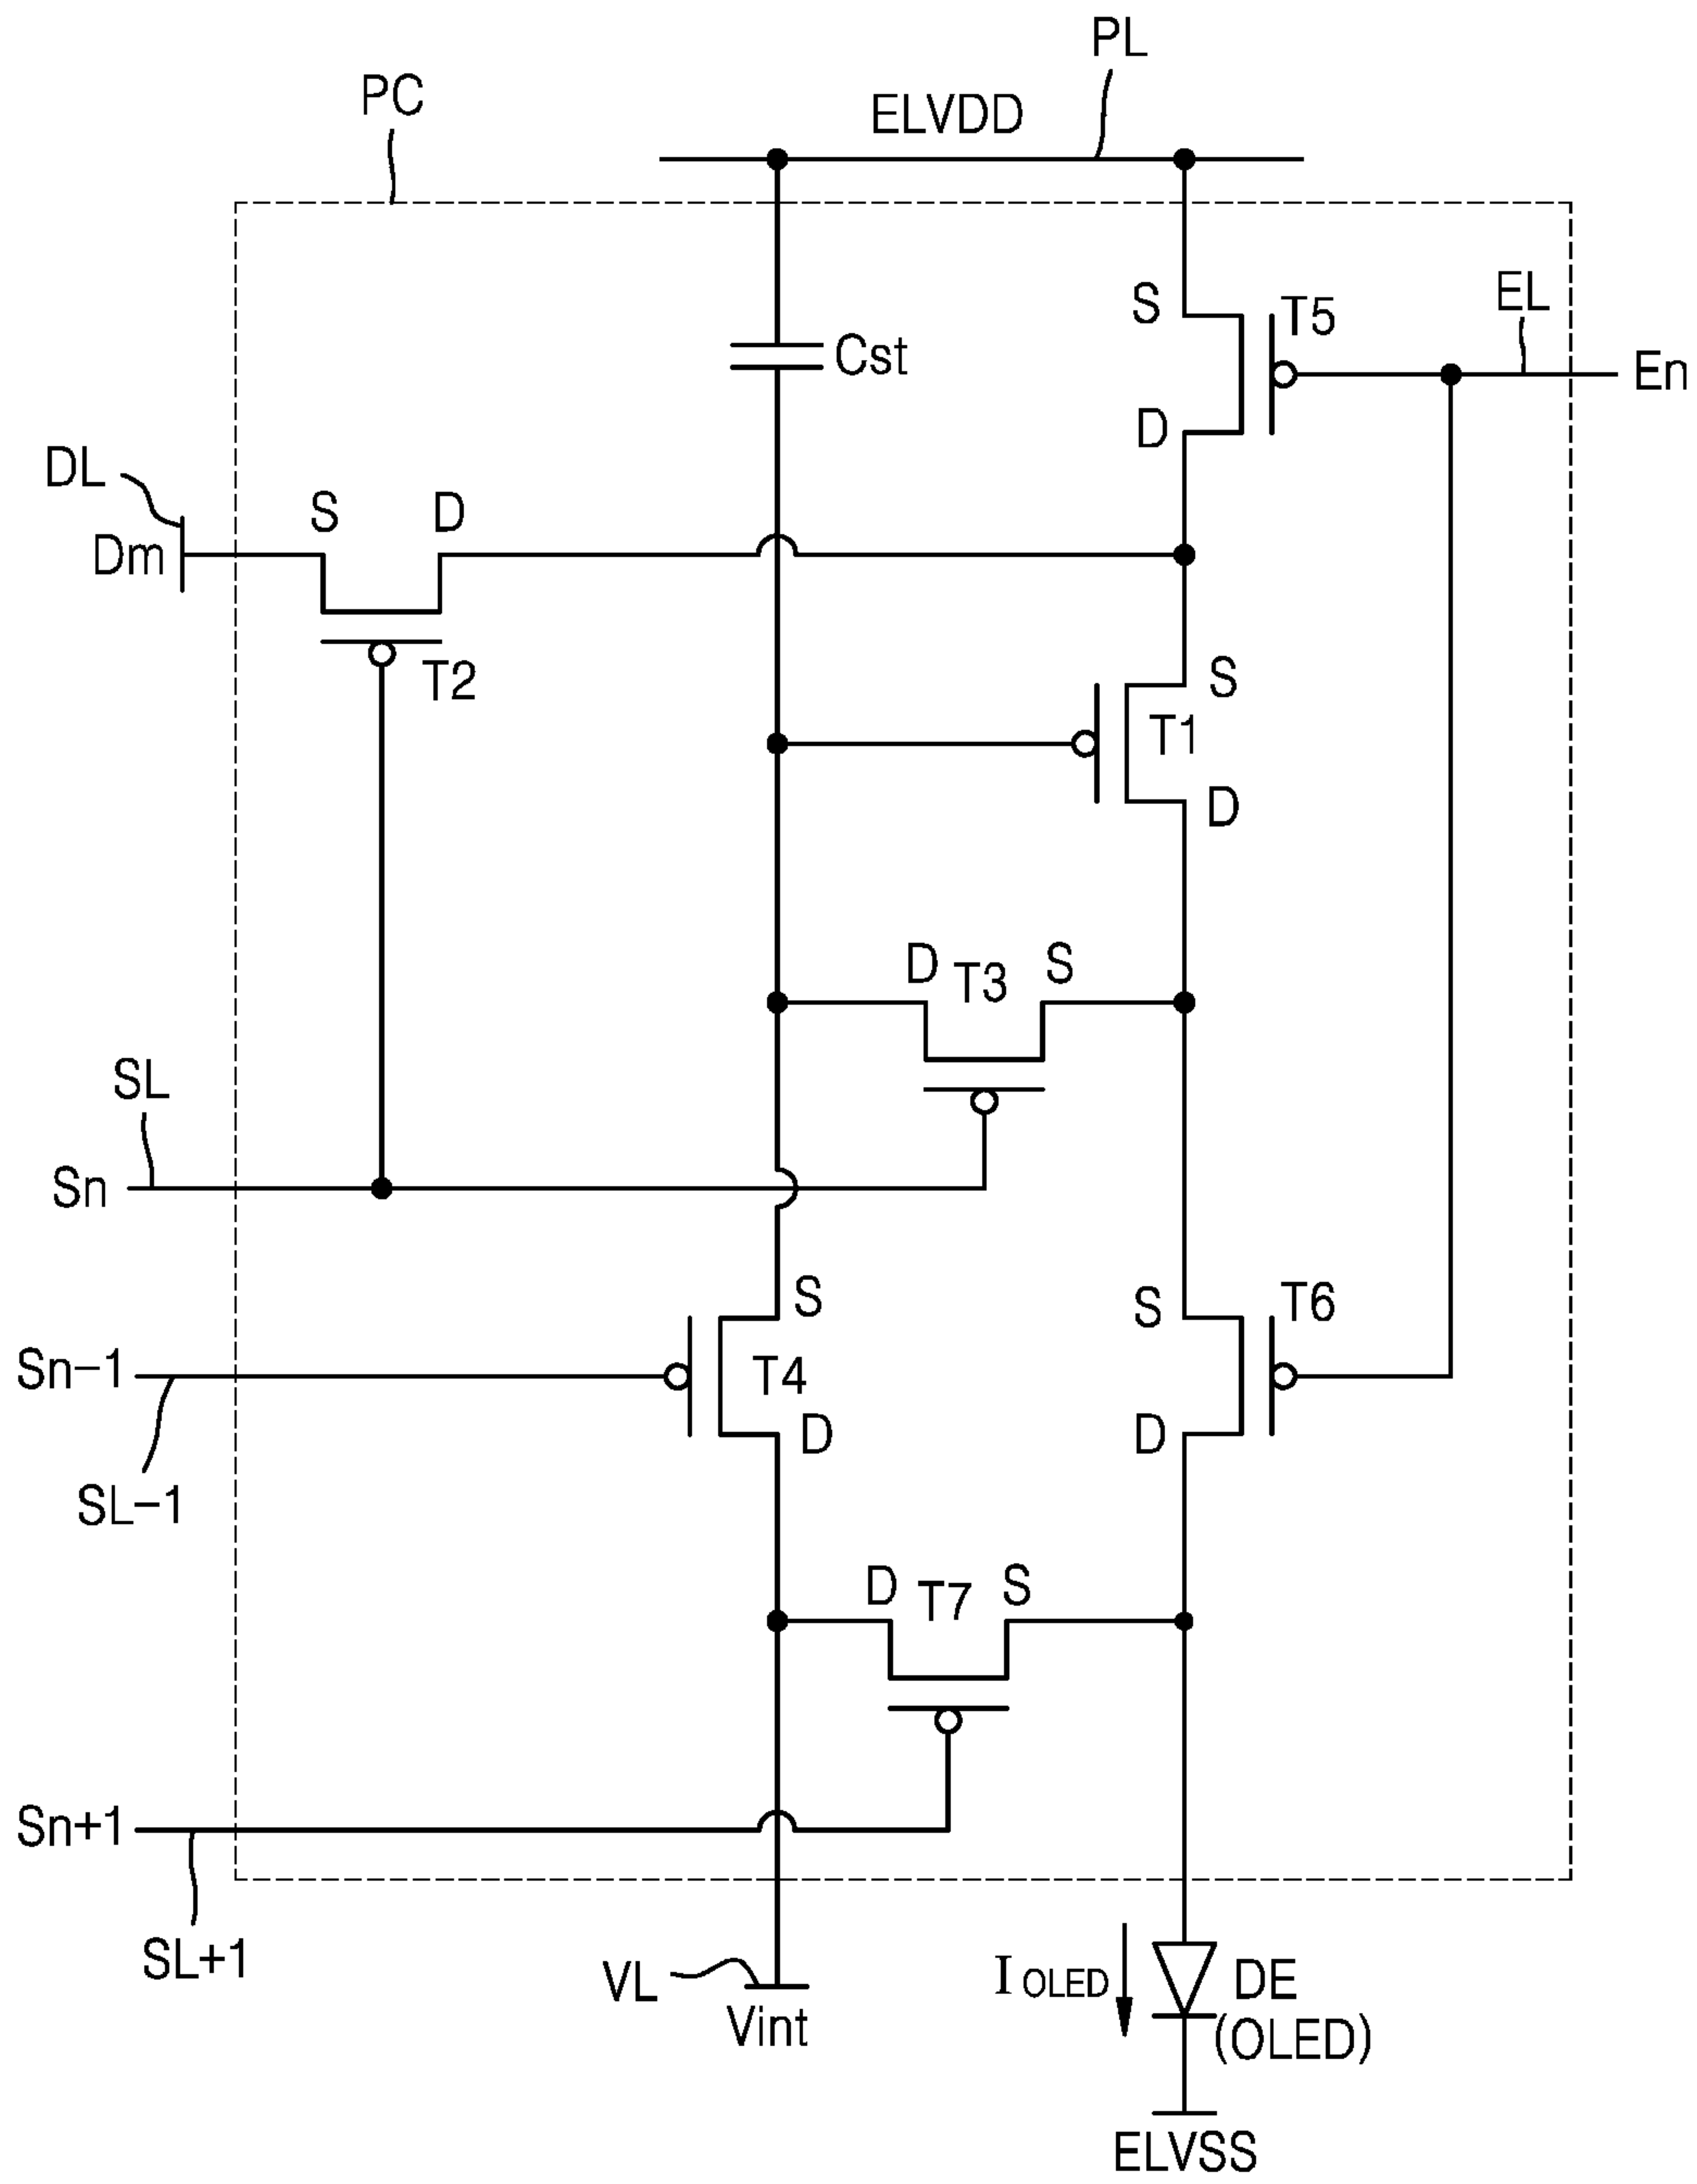 PL
PC
ELVDD
S
T5
EL
En
Cst
D
DL
S
D
Dm
T2
S
T1
D
D
T3
S
SL
Sn
S
S
T6
Sn-1
T4
D
D
SL-1
D
T7
S
Sn+1
SL+1
VL
Vint
I OLED
DE
(OLED)
ELVSS